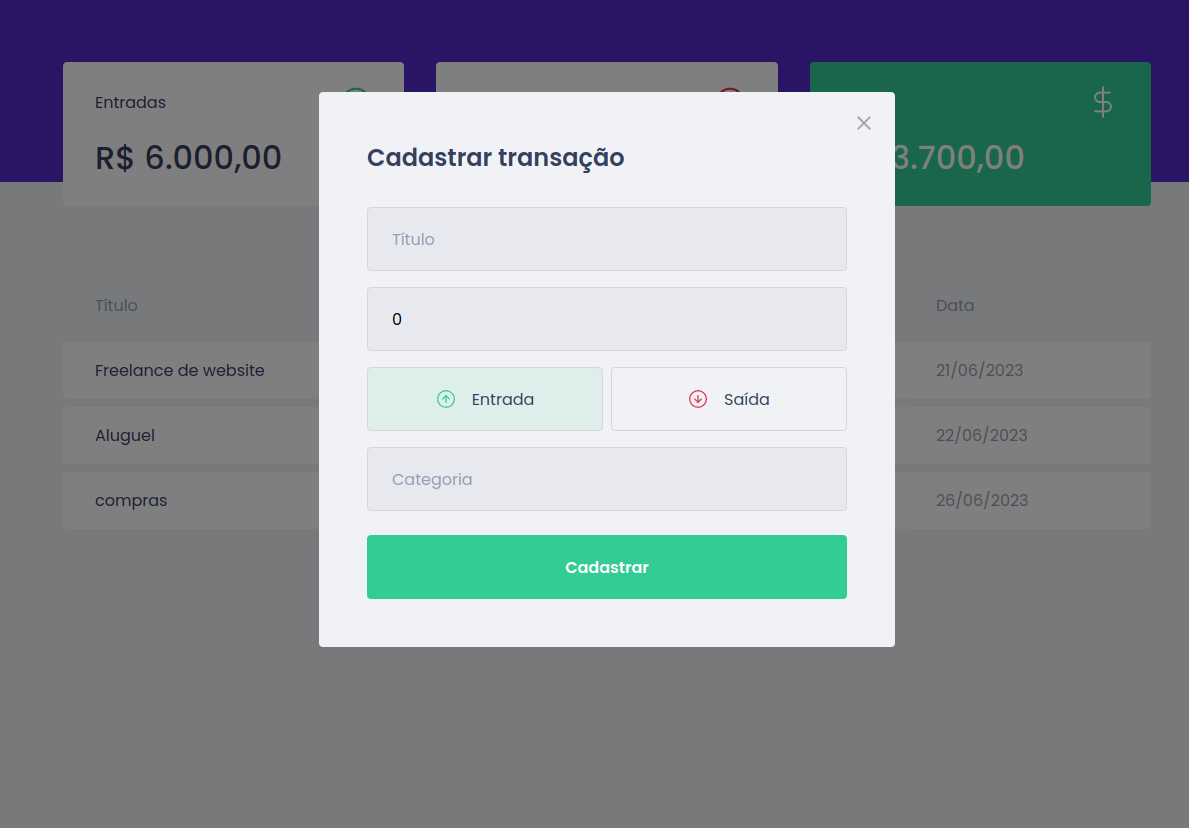 Entradas
R$ 6.000,00
3.700,00
Cadastrar transação
Título
0
Entrada
Saída
Categoria
Cadastrar
Título
Data
Freelance de website
21/06/2023
Aluguel
22/06/2023
compras
26/06/2023